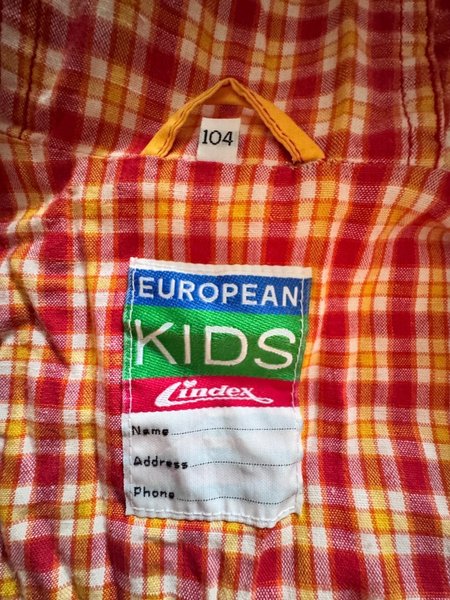 104
EUROPEAN
KIDS
Lindex
Name
Address
Phone